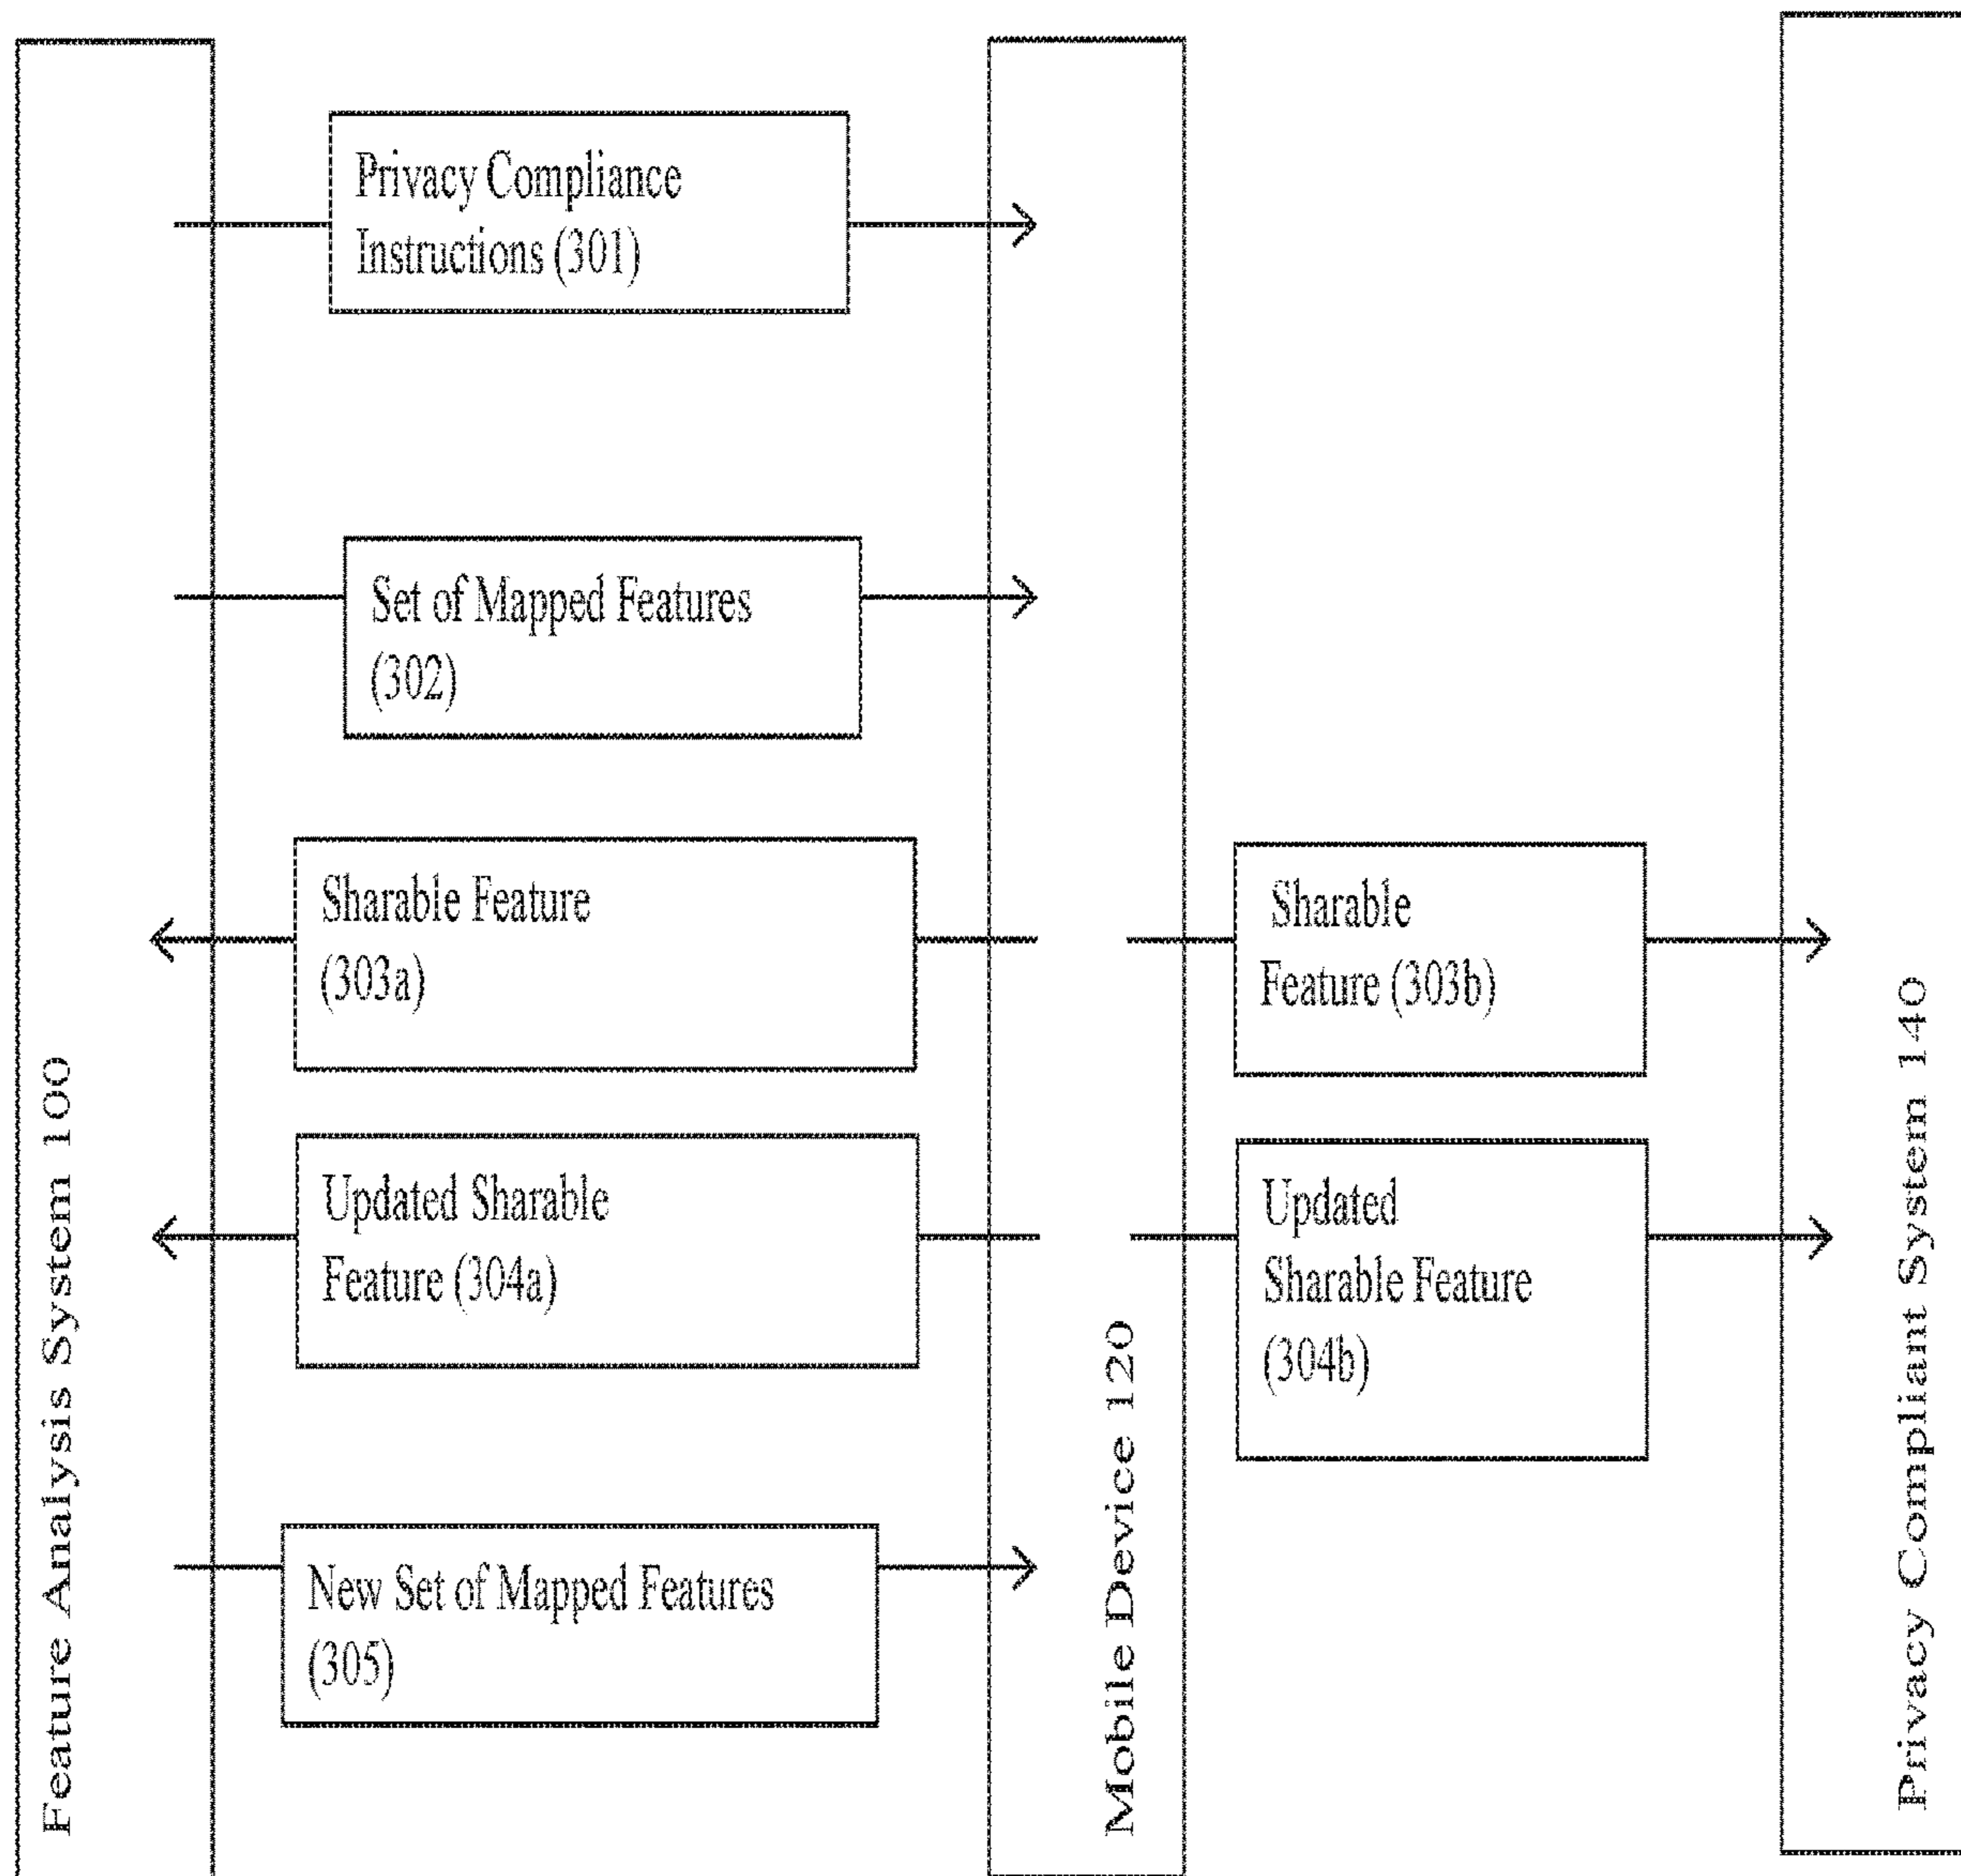 Privacy Compliance
Instructions (301)
Set of Mapped Features
(302)
Sharable Feature
(303a)
Sharable
Feature (303b)
Updated Sharable
Feature (304a)
Updated
Sharable Feature
(304b)
New Set of Mapped Features
(305)
Feature Analysis System 100
Mobile Device 120
Privacy Compliant System 140